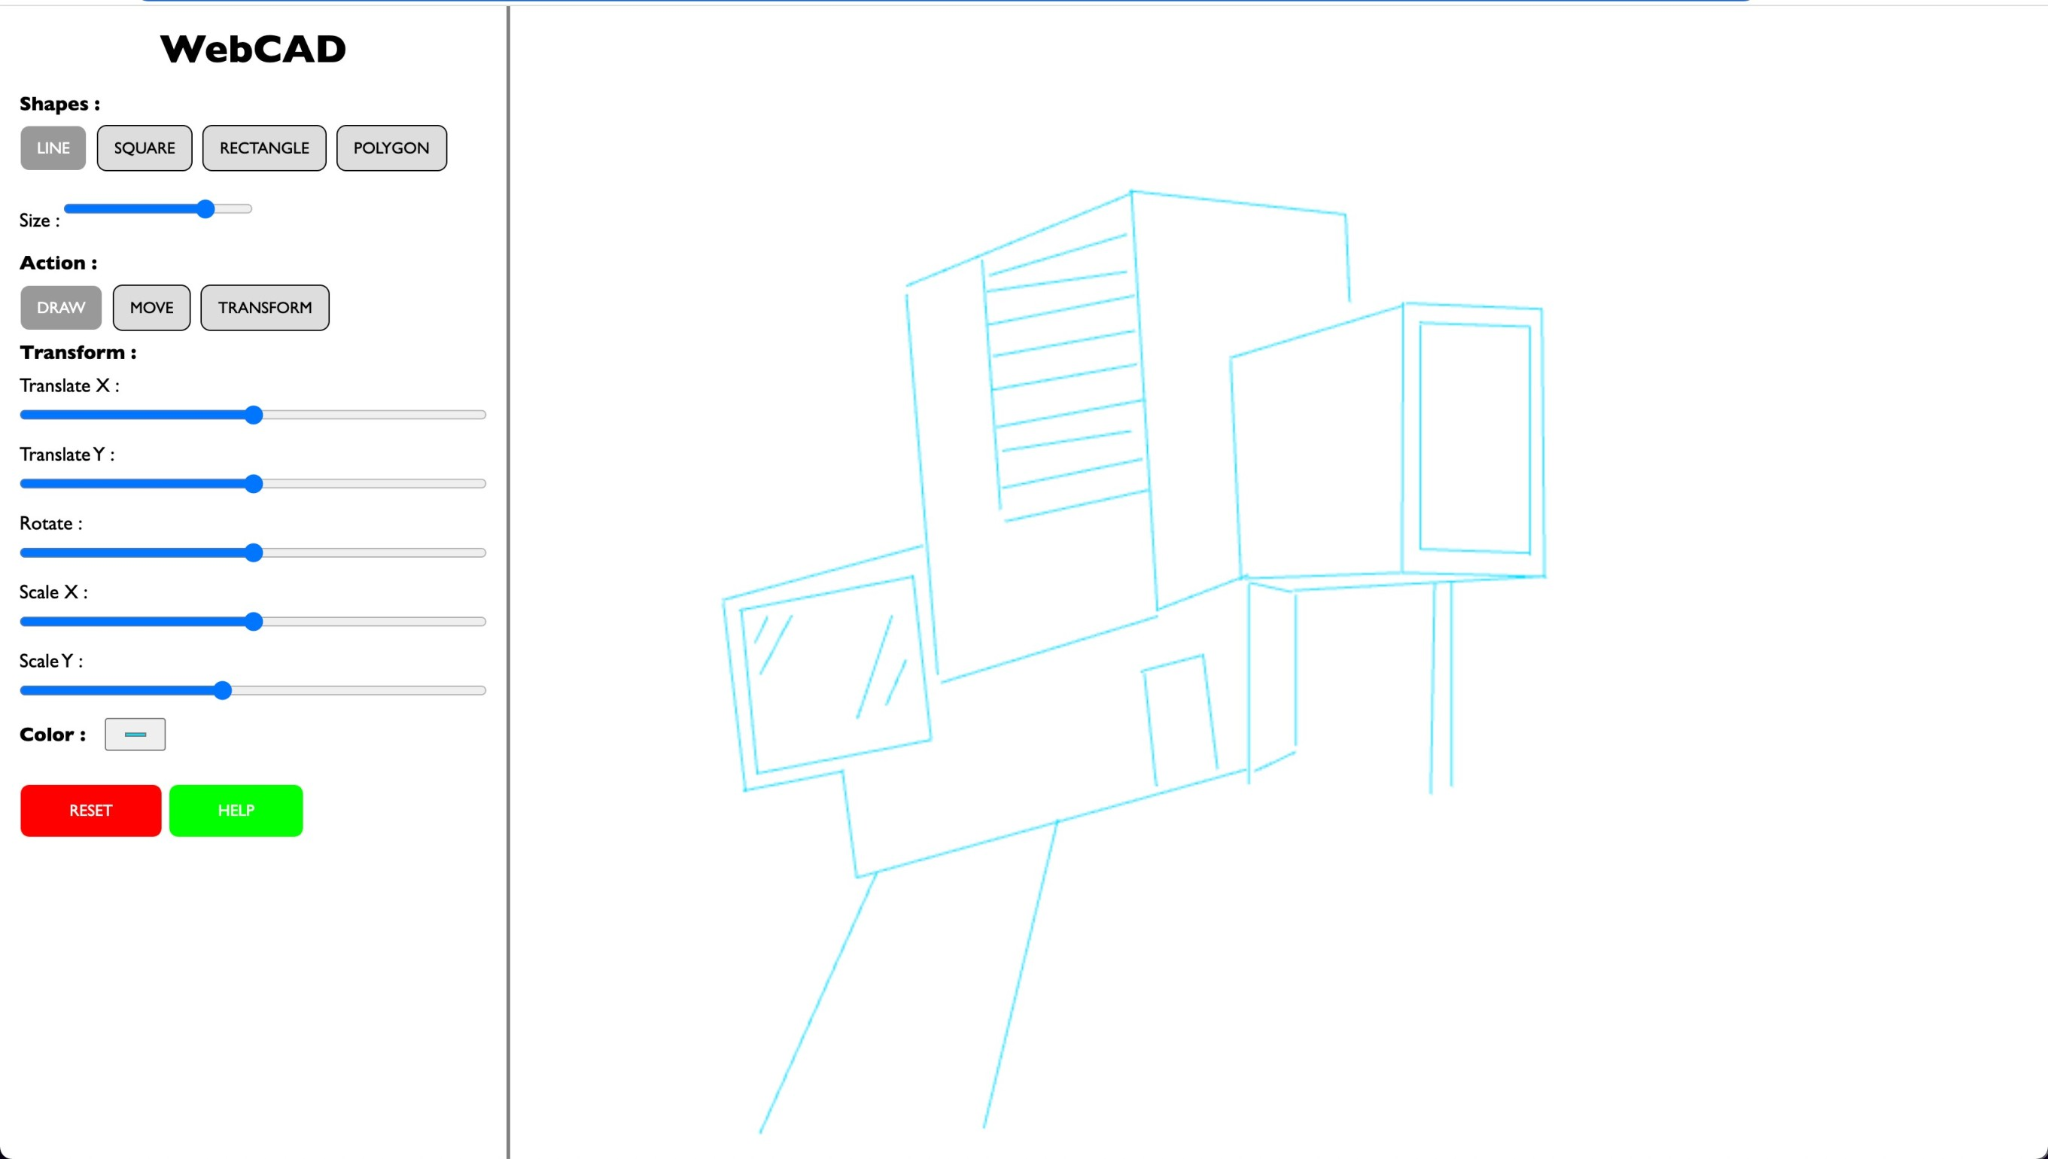 WebCAD
Shapes :
LINE SQUARE RECTANGLE POLYGON
Size :
Action :
DRAW MOVE TRANSFORM
Transform :
Translate X :
Translate Y :
Rotate :
Scale X :
Scale Y :
Color :
RESET HELP